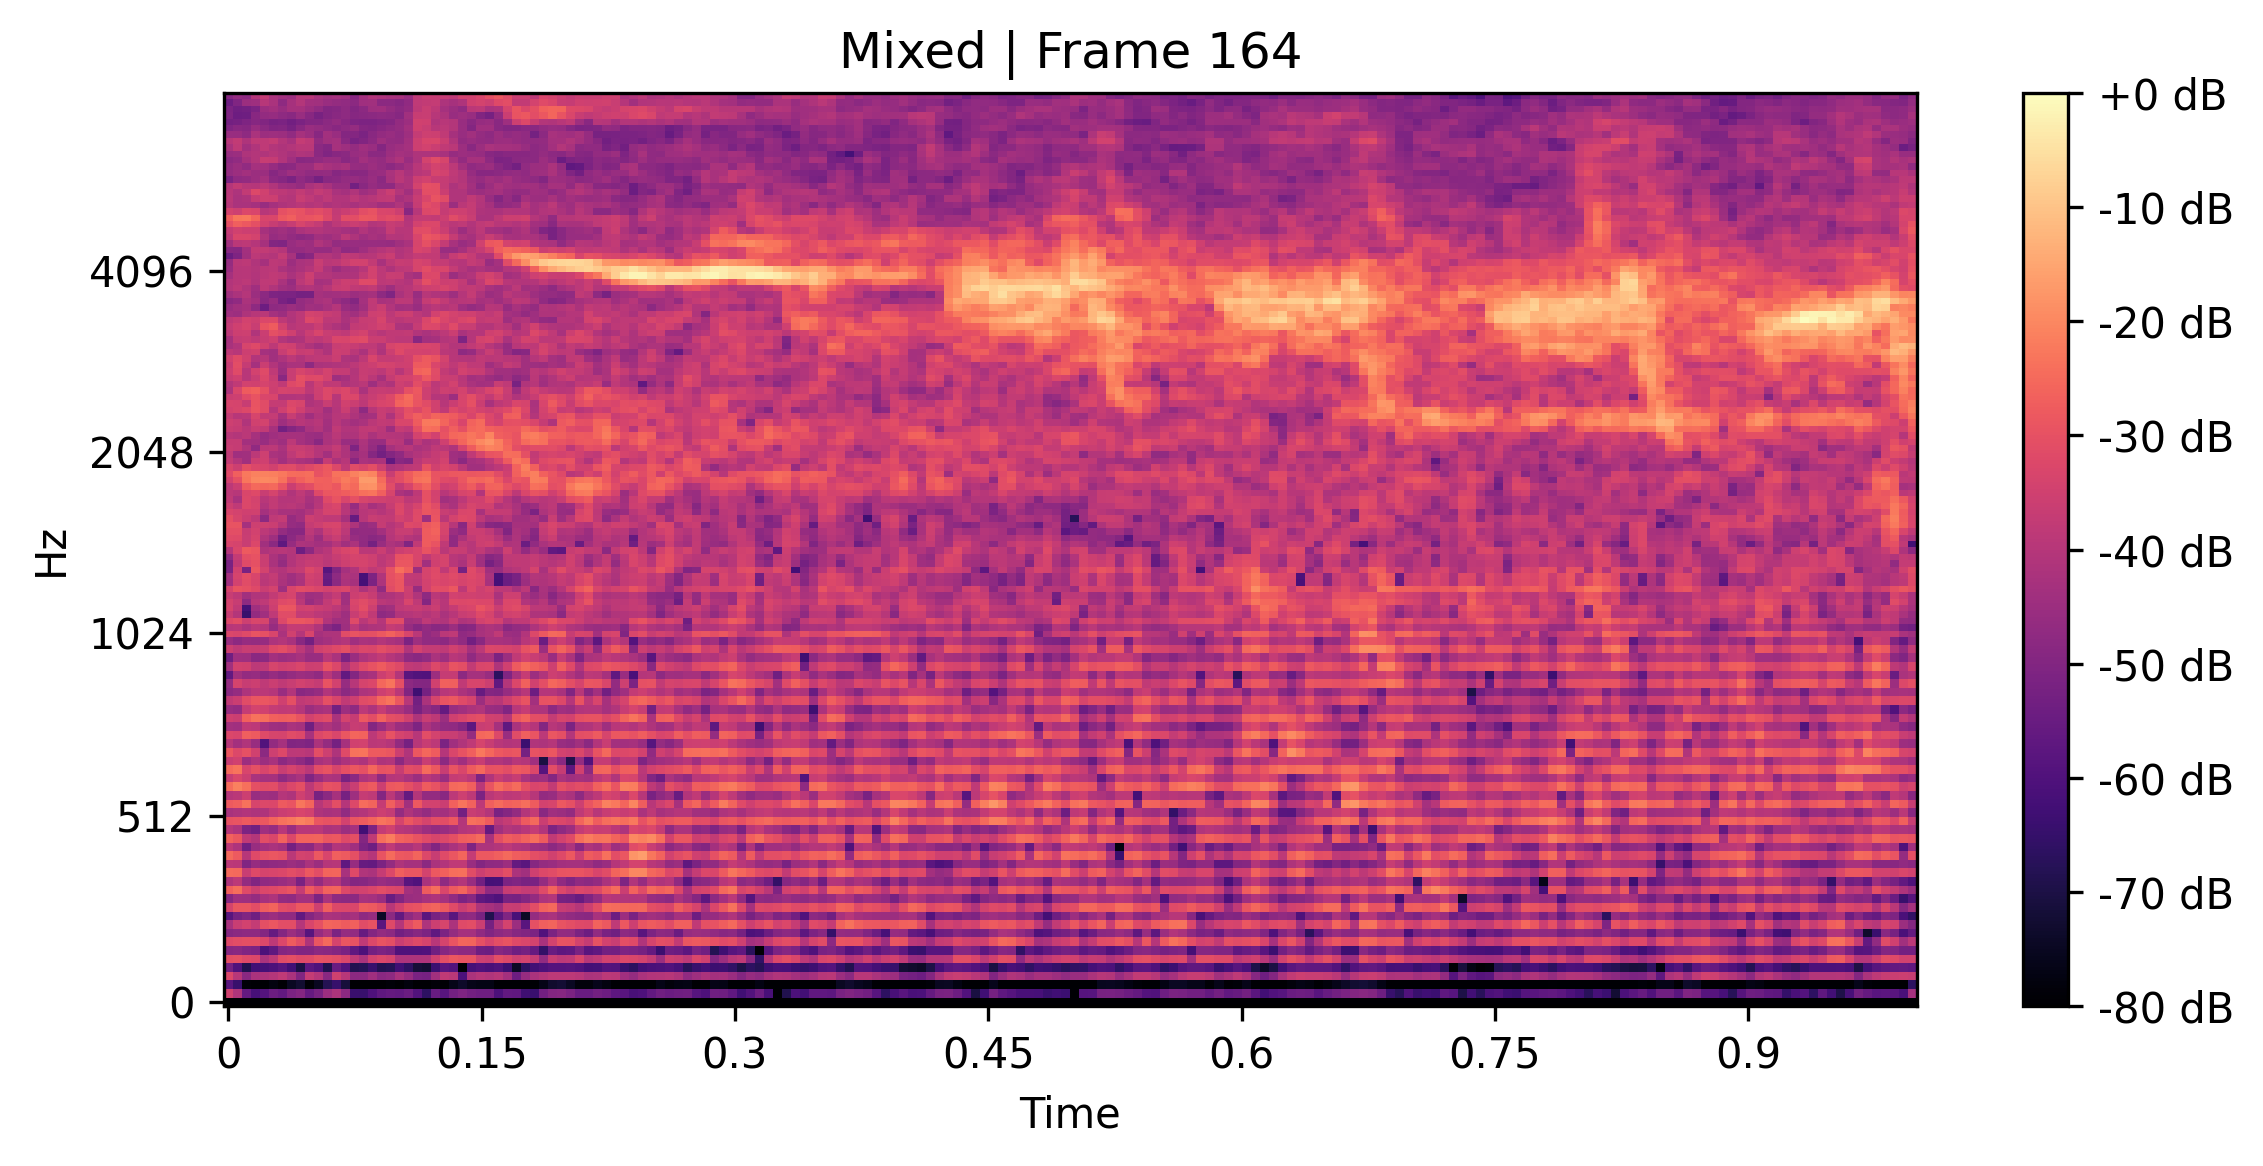 Mixed | Frame 164
Hz
4096
2048
1024
512
0
0 0.15 0.3 0.45 0.6 0.75 0.9
Time
+0 dB
-10 dB
-20 dB
-30 dB
-40 dB
-50 dB
-60 dB
-70 dB
-80 dB